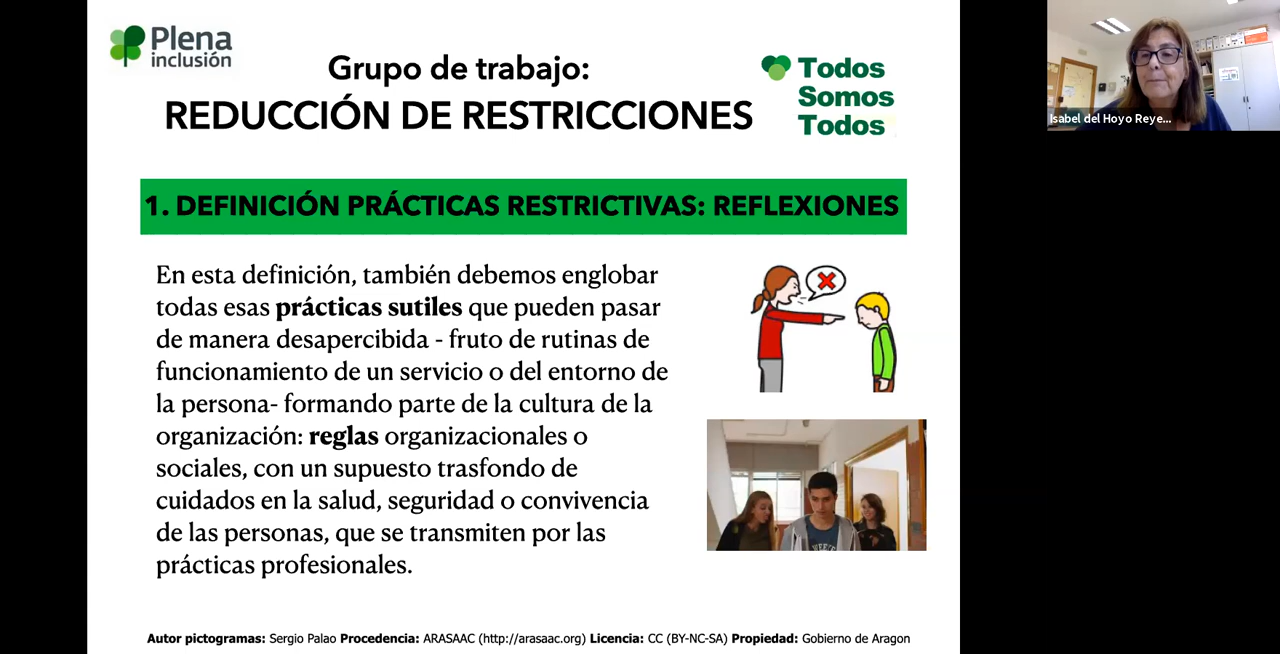 Plena
inclusión
Grupo de trabajo:
REDUCCIÓN DE RESTRICCIONES
Todos
Somos
Todos
Isabel del Hoyo Reye...
1. DEFINICIÓN PRÁCTICAS RESTRICTIVAS: REFLEXIONES
En esta definición, también debemos englobar
todas esas prácticas sutiles que pueden pasar
de manera desapercibida - fruto de rutinas de
funcionamiento de un servicio o del entorno de
la persona- formando parte de la cultura de la
organización: reglas organizacionales o
sociales, con un supuesto trasfondo de
cuidados en la salud, seguridad o convivencia
de las personas, que se transmiten por las
prácticas profesionales.
Autor pictogramas: Sergio Palao Procedencia: ARASAAC (http://arasaac.org) Licencia: CC (BY-NC-SA) Propiedad: Gobierno de Aragon